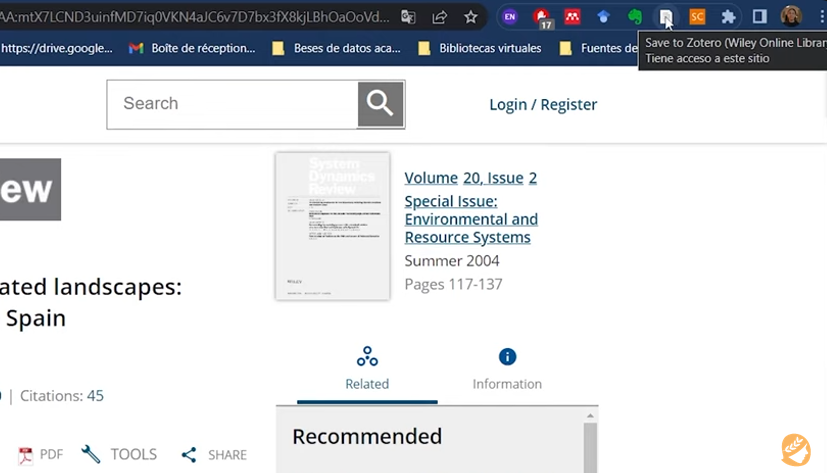 AA:mtX7LCND3uinfMD7iq0VKN4aJC6v7D7bx3fX8kjLBhOaOoVd...
EN
17
SC
https://drive.google...
Boîte de réception...
Beses de datos aca...
Bibliotecas virtuales
Fuentes de
Save to Zotero (Wiley Online Librar
Tiene acceso a este sitio
Search
Login / Register
ew
System
Dynamics
Review
WILEY
Volume 20, Issue 2
Special Issue:
Environmental and
Resource Systems
Summer 2004
Pages 117-137
ated landscapes:
Spain
| Citations: 45
Related
Information
PDF
TOOLS
SHARE
Recommended